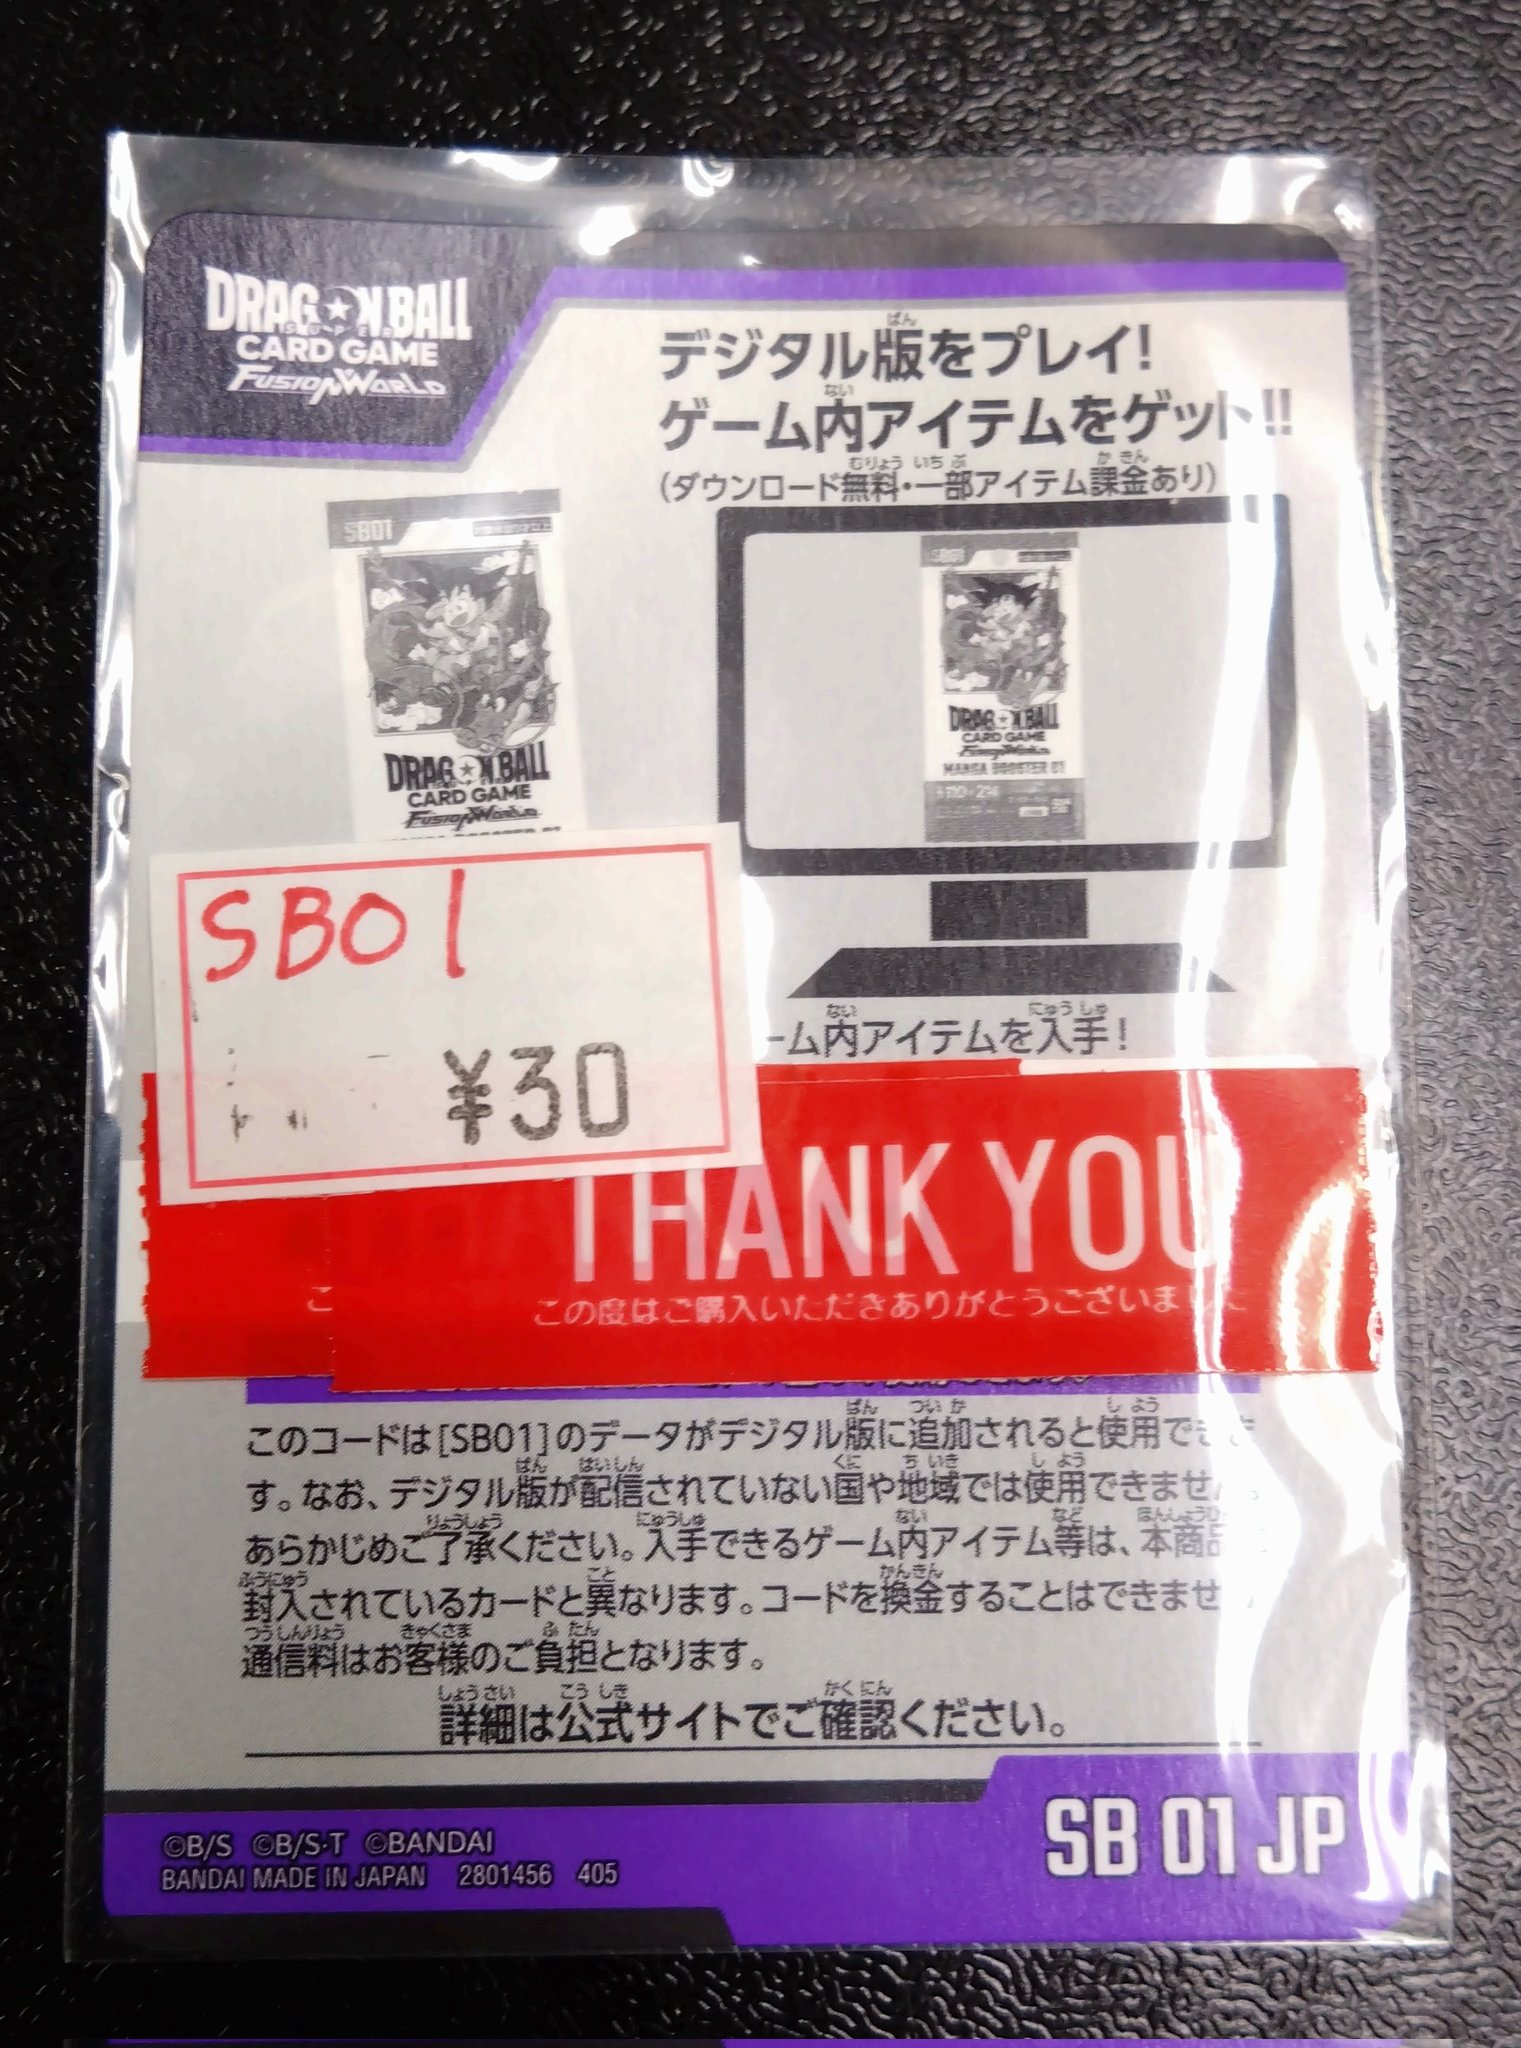 DRAGON BALL
SUPER
CARD GAME
FUSION WORLD
デジタル版をプレイ!
ゲーム内アイテムをゲット!!
(ダウンロード無料・一部アイテム課金あり)
SB01
DRAGON BALL
SUPER
CARD GAME
FUSION WORLD
SB01
DRAGON BALL
CARD GAME
FUSION WORLD
MANGA BOOSTER 01
SB01
¥30
ーム内アイテムを入手!
THANK YOU
この度はご購入いただきありがとうございました
このコードは[SB01]のデータがデジタル版に追加されると使用できま
す。なお、デジタル版が配信されていない国や地域では使用できません。
あらかじめご了承ください。入手できるゲーム内アイテム等は、本商品
封入されているカードと異なります。コードを換金することはできません
通信料はお客様のご負担となります。
詳細は公式サイトでご確認ください。
©B/S ©B/S・T ©BANDAI
BANDAI MADE IN JAPAN 2801456 405
SB 01 JP